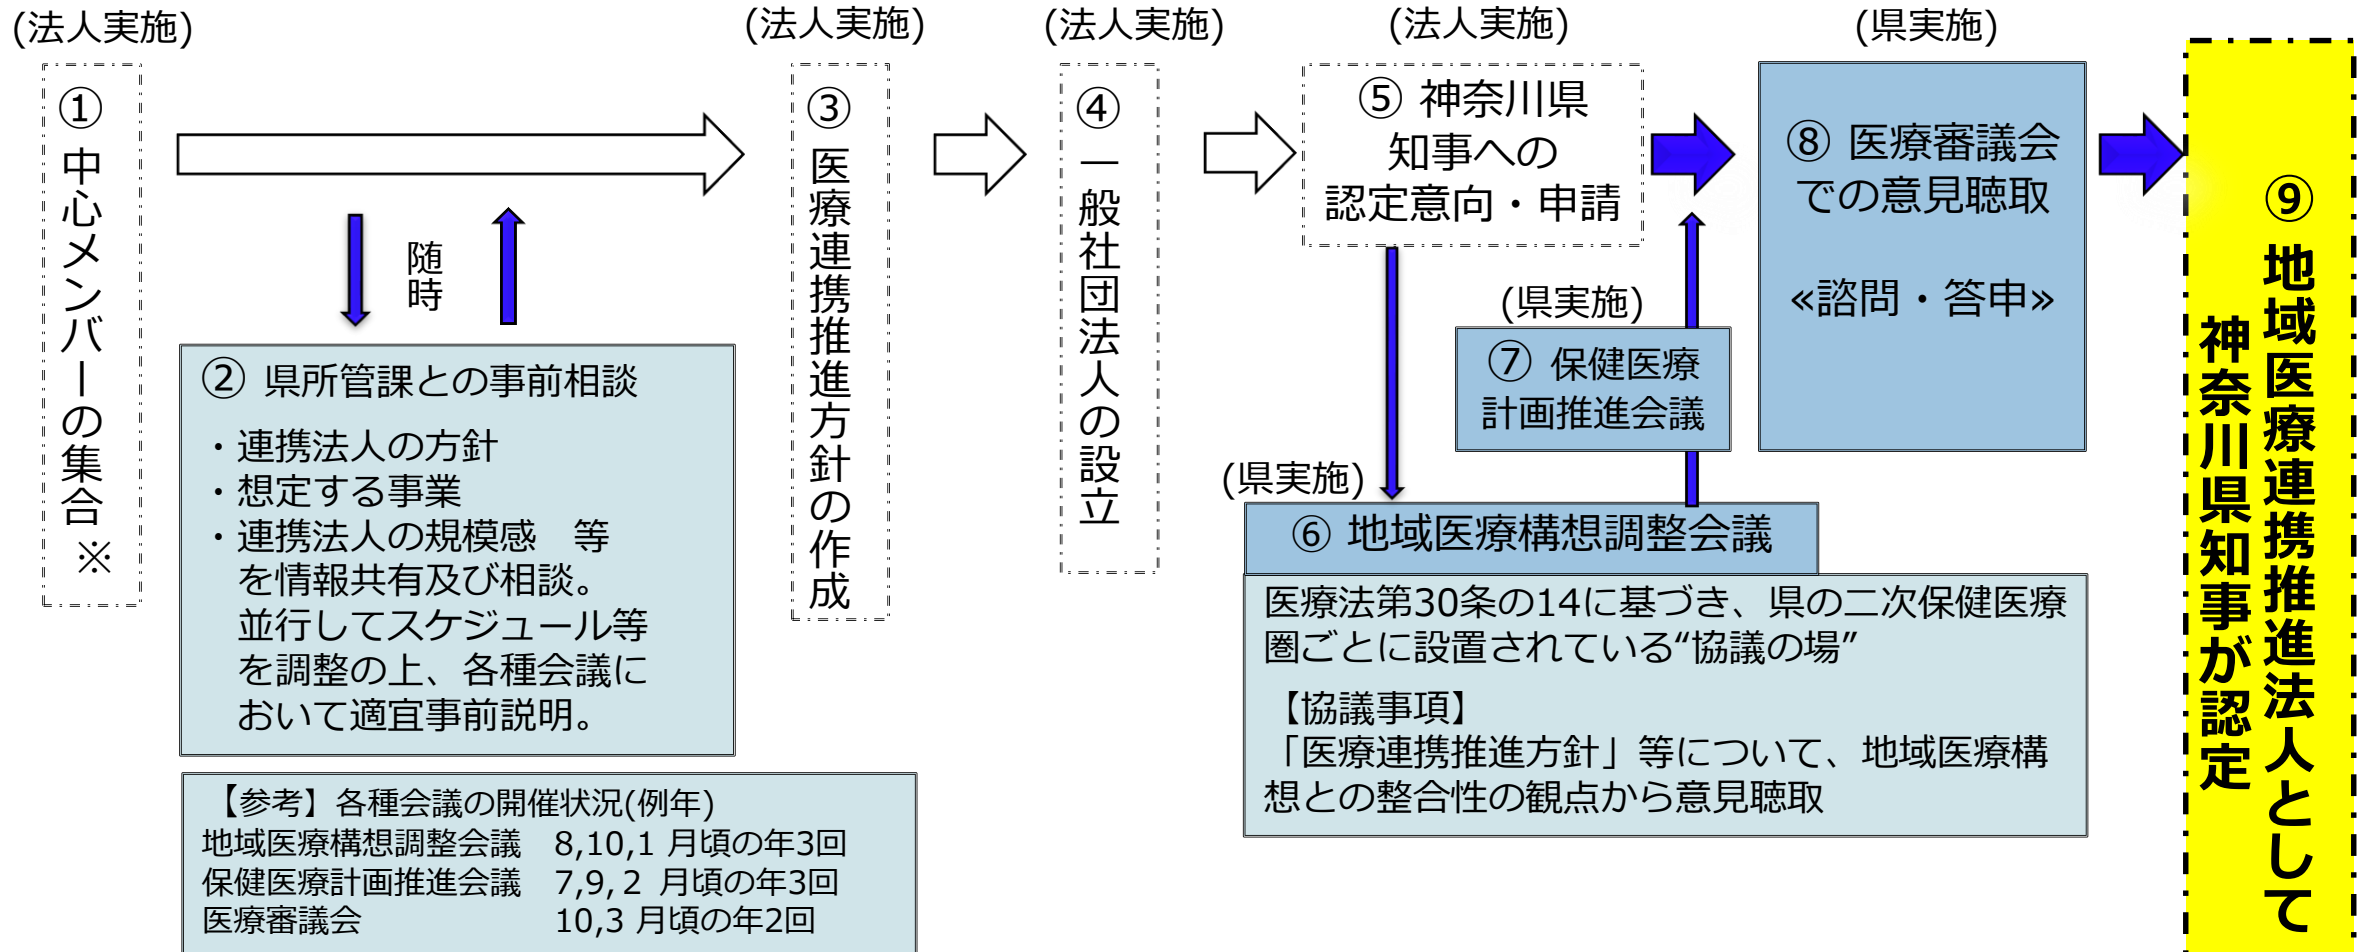 (法人実施)
① 中心メンバーの集合 ※
随時
② 県所管課との事前相談
・連携法人の方針
・想定する事業
・連携法人の規模感　等
を情報共有及び相談。
並行してスケジュール等
を調整の上、各種会議に
おいて適宜事前説明。
【参考】各種会議の開催状況(例年)
地域医療構想調整会議　8,10,1 月頃の年3回
保健医療計画推進会議　7,9,２ 月頃の年3回
医療審議会　10,3 月頃の年2回
(法人実施)
③ 医療連携推進方針の作成
(法人実施)
④ 一般社団法人の設立
(法人実施)
⑤ 神奈川県
知事への
認定意向・申請
(県実施)
⑥ 地域医療構想調整会議
医療法第30条の14に基づき、県の二次保健医療
圏ごとに設置されている“協議の場”
【協議事項】
「医療連携推進方針」等について、地域医療構
想との整合性の観点から意見聴取
(県実施)
⑦ 保健医療
計画推進会議
(県実施)
⑧ 医療審議会
での意見聴取
≪諮問・答申≫
⑨ 地域医療連携推進法人として
神奈川県知事が認定